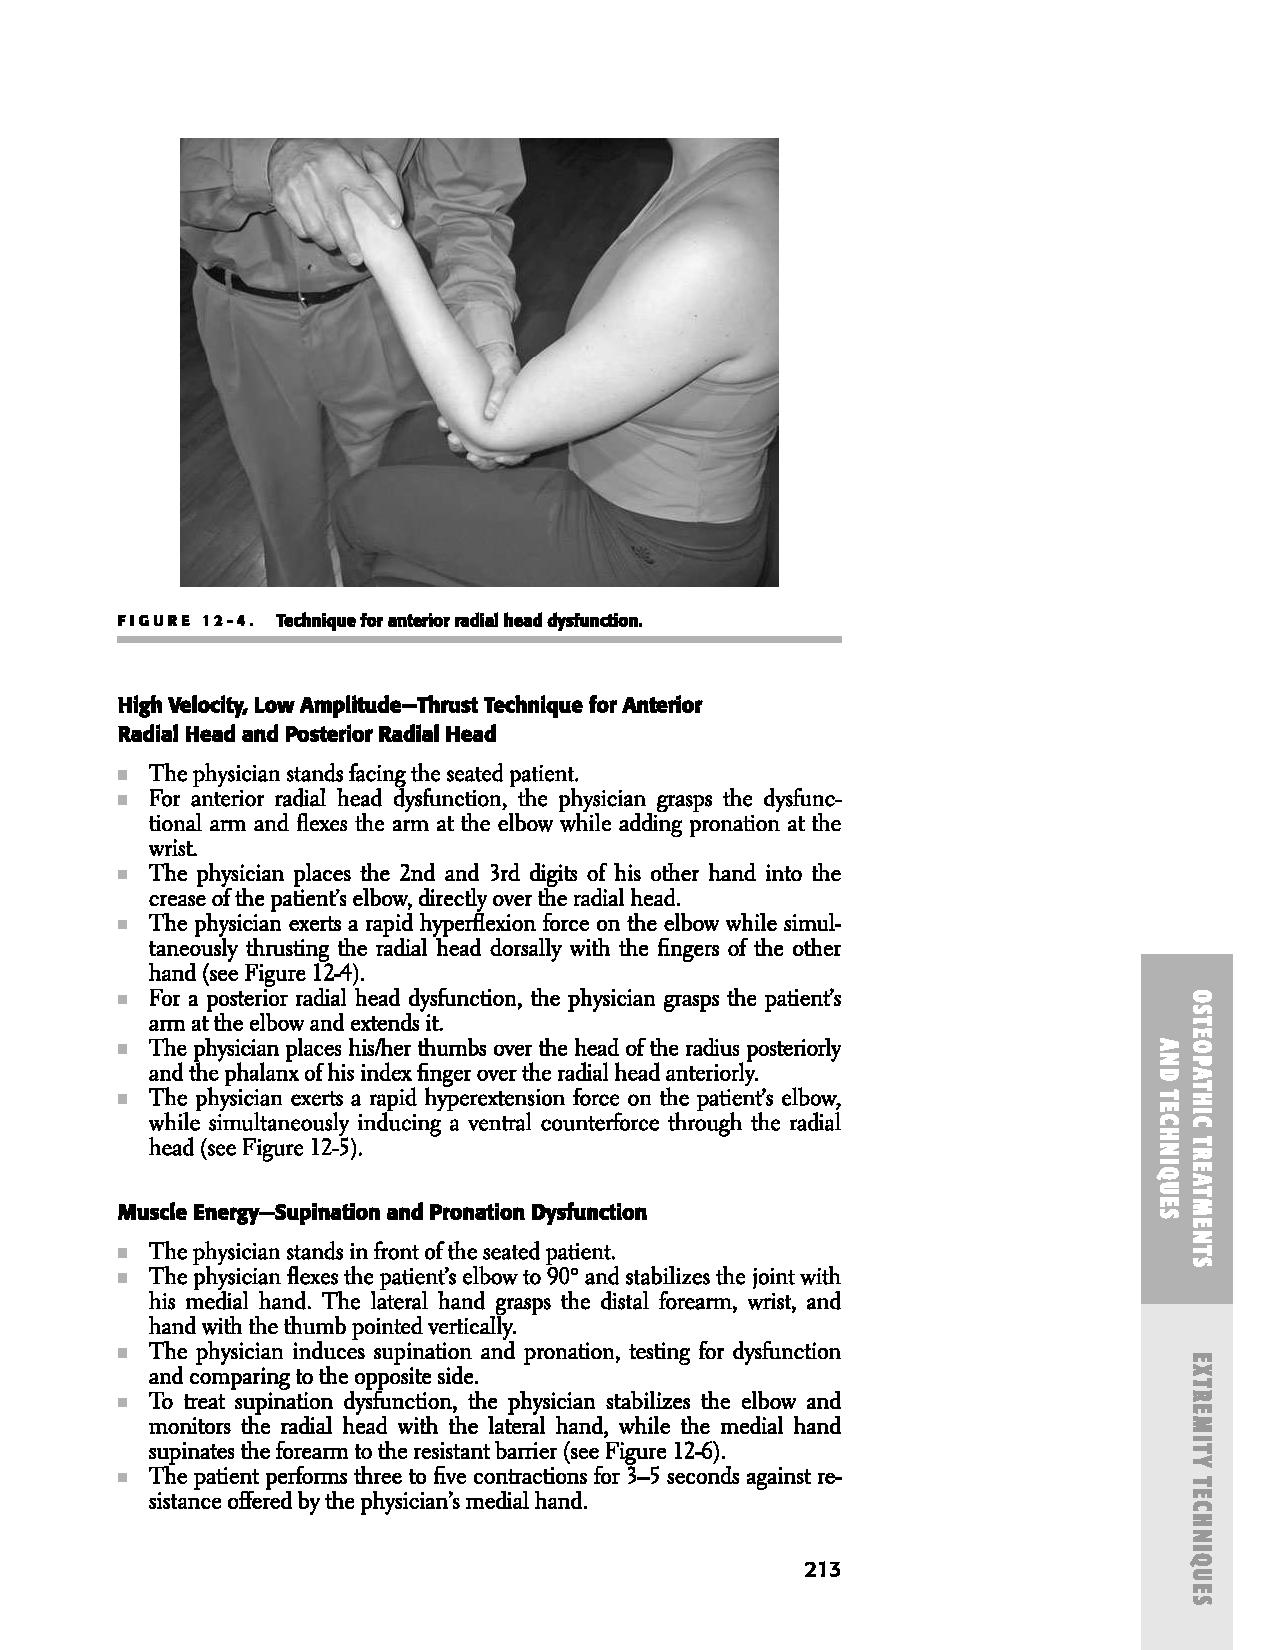 FIGURE 12-4. Technique for anterior radial head dysfunction.
High Velocity, Low Amplitude—Thrust Technique for Anterior
Radial Head and Posterior Radial Head
■ The physician stands facing the seated patient.
■ For anterior radial head dysfunction, the physician grasps the dysfunc-
tional arm and flexes the arm at the elbow while adding pronation at the
wrist.
■ The physician places the 2nd and 3rd digits of his other hand into the
crease of the patient's elbow, directly over the radial head.
■ The physician exerts a rapid hyperflexion force on the elbow while simul-
taneously thrusting the radial head dorsally with the fingers of the other
hand (see Figure 12-4).
■ For a posterior radial head dysfunction, the physician grasps the patient's
arm at the elbow and extends it.
■ The physician places his/her thumbs over the head of the radius posteriorly
and the phalanx of his index finger over the radial head anteriorly.
■ The physician exerts a rapid hyperextension force on the patient's elbow,
while simultaneously inducing a ventral counterforce through the radial
head (see Figure 12-5).
Muscle Energy—Supination and Pronation Dysfunction
■ The physician stands in front of the seated patient.
■ The physician flexes the patient's elbow to 90° and stabilizes the joint with
his medial hand. The lateral hand grasps the distal forearm, wrist, and
hand with the thumb pointed vertically.
■ The physician induces supination and pronation, testing for dysfunction
and comparing to the opposite side.
■ To treat supination dysfunction, the physician stabilizes the elbow and
monitors the radial head with the lateral hand, while the medial hand
supinates the forearm to the resistant barrier (see Figure 12-6).
■ The patient performs three to five contractions for 3–5 seconds against re-
sistance offered by the physician's medial hand.
213
OSTEOPATHIC TREATMENTS
AND TECHNIQUES
EXTREMITY TECHNIQUES